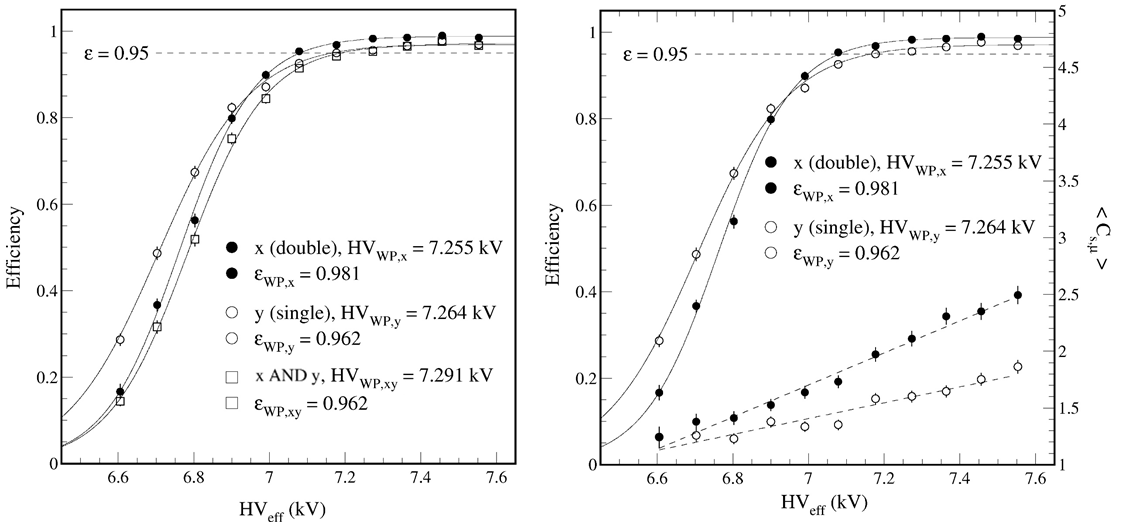 1
0.8
0.6
0.4
0.2
0
Efficiency
ε = 0.95
x (double), HV_WP,x = 7.255 kV
ε_WP,x = 0.981
y (single), HV_WP,y = 7.264 kV
ε_WP,y = 0.962
x AND y, HV_WP,xy = 7.291 kV
ε_WP,xy = 0.962
6.6 6.8 7 7.2 7.4 7.6
HV_eff (kV)
1
0.8
0.6
0.4
0.2
0
Efficiency
ε = 0.95
x (double), HV_WP,x = 7.255 kV
ε_WP,x = 0.981
y (single), HV_WP,y = 7.264 kV
ε_WP,y = 0.962
6.6 6.8 7 7.2 7.4 7.6
HV_eff (kV)
5
4.5
4
3.5
3
2.5
2
1.5
1
< C_s,μ >